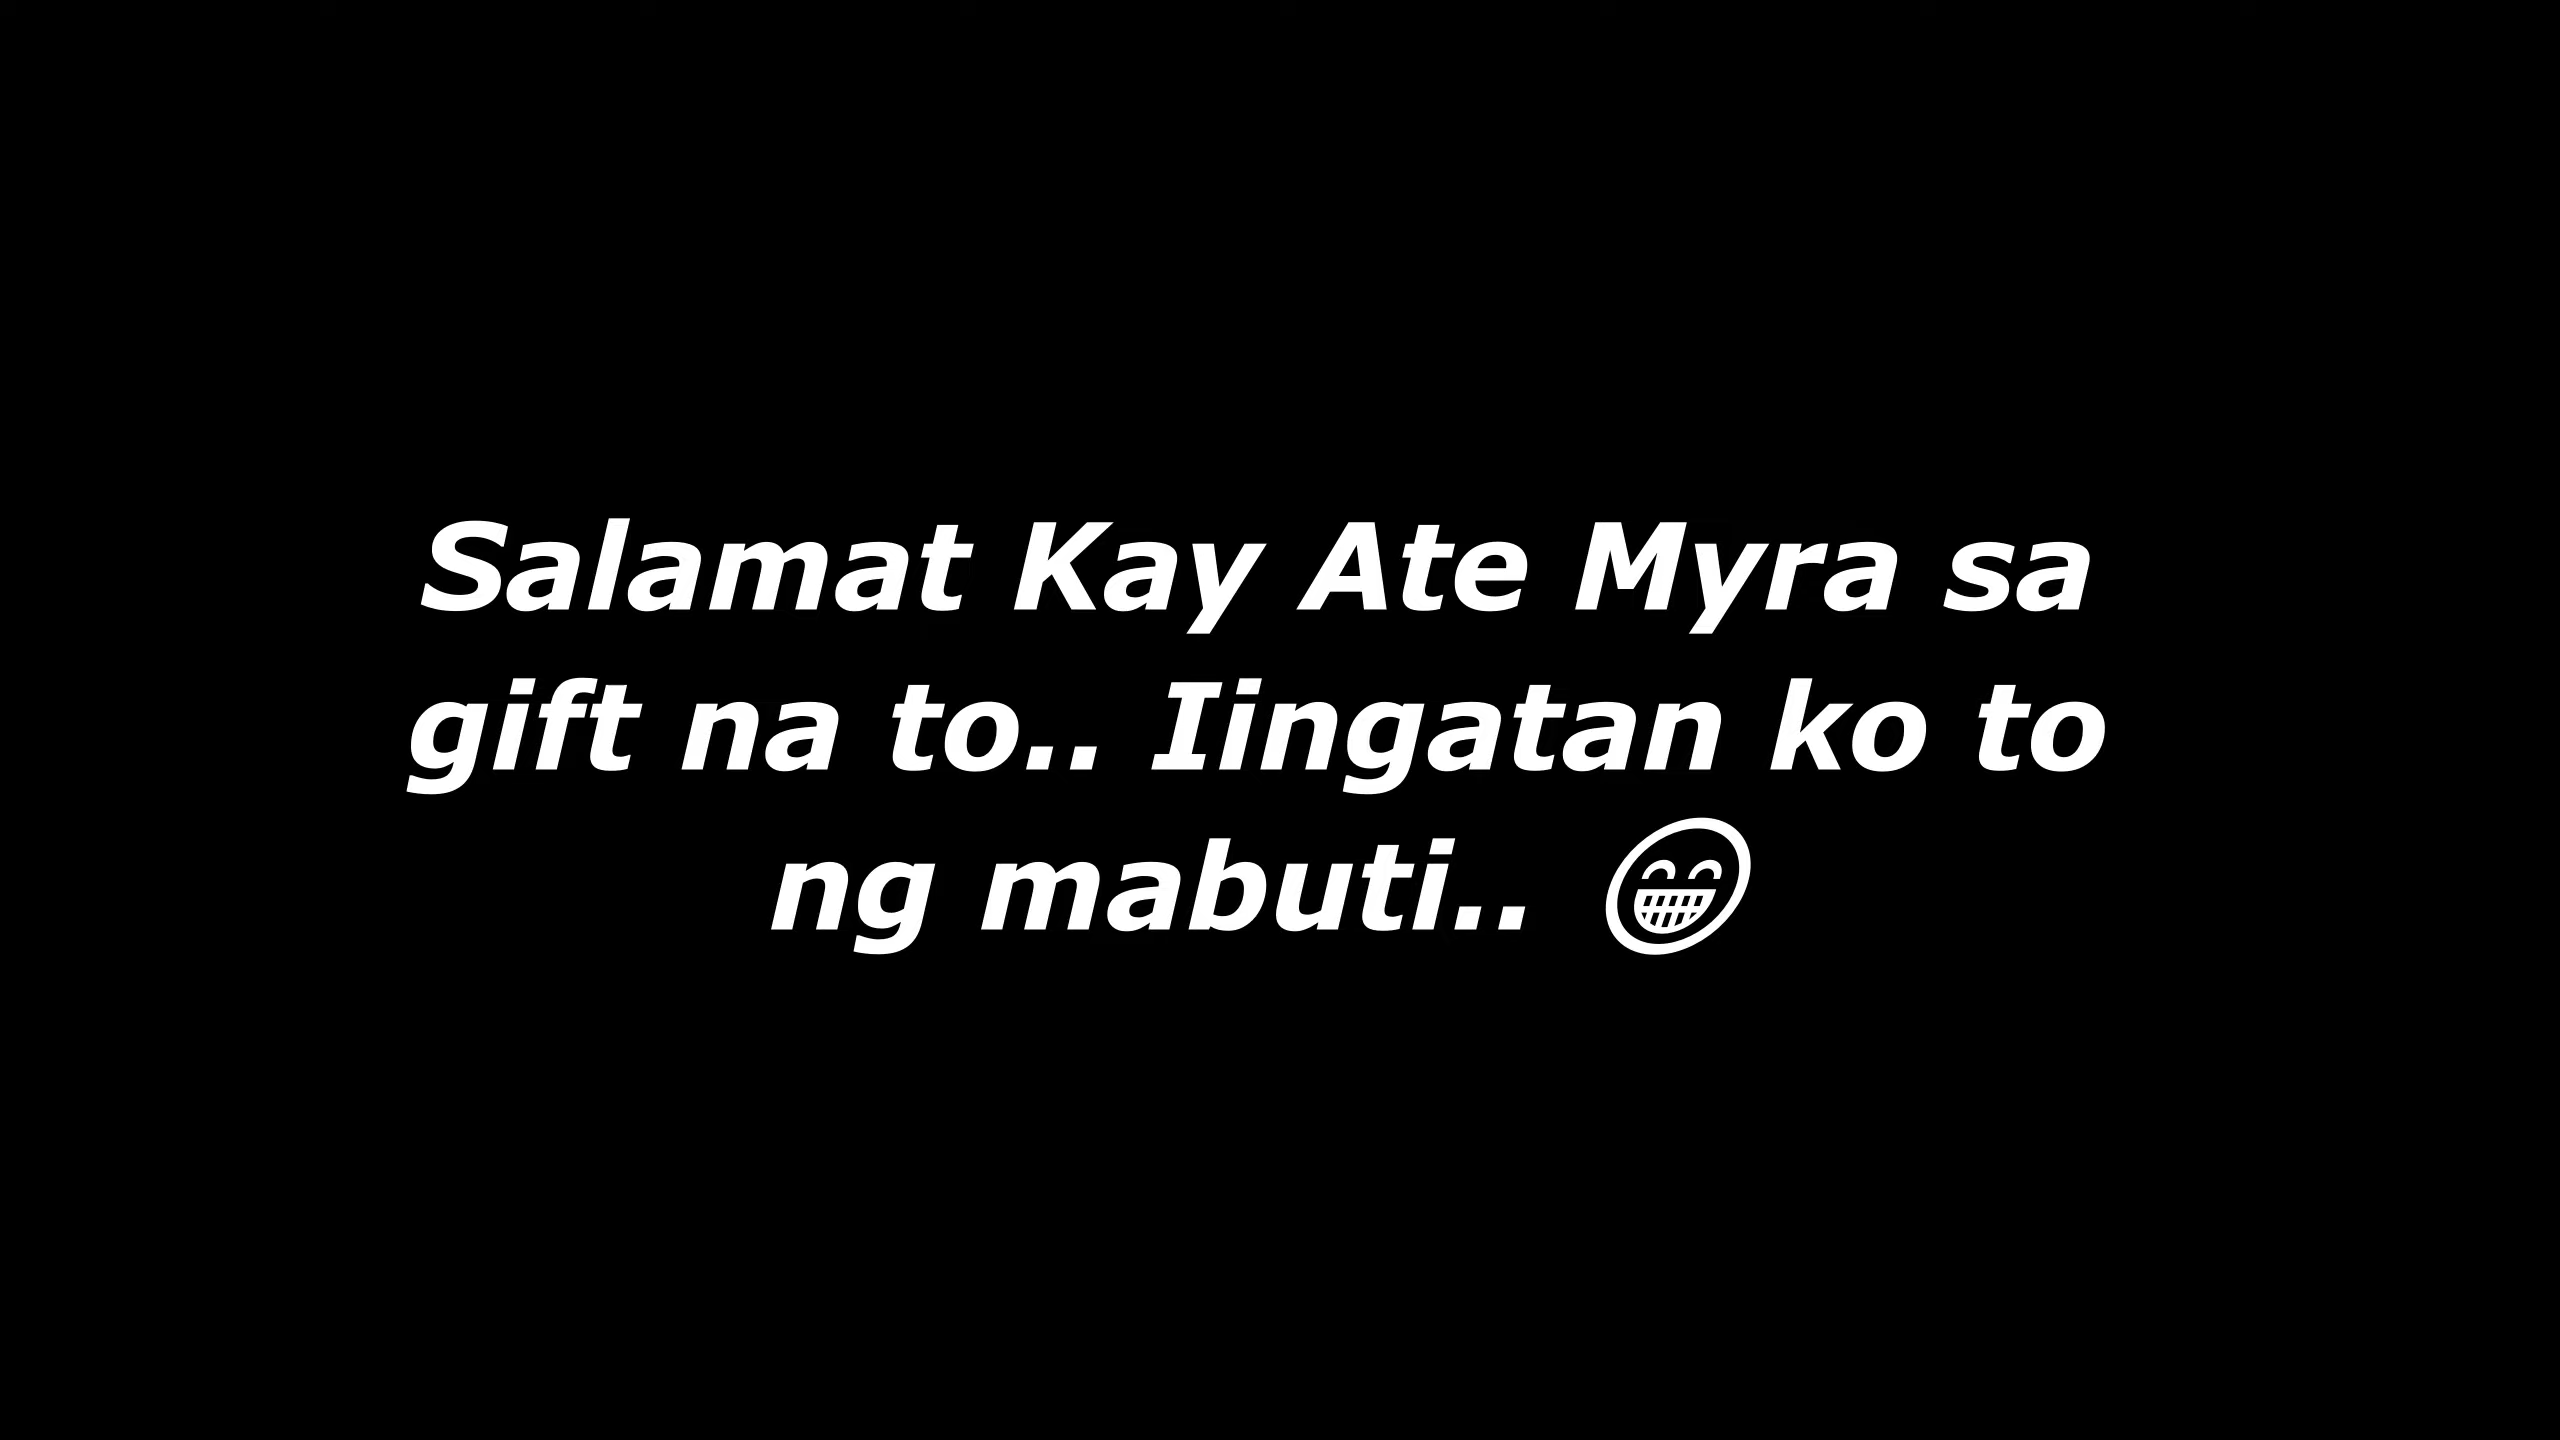 Salamat Kay Ate Myra sa
gift na to.. Iingatan ko to
ng mabuti.. 😁